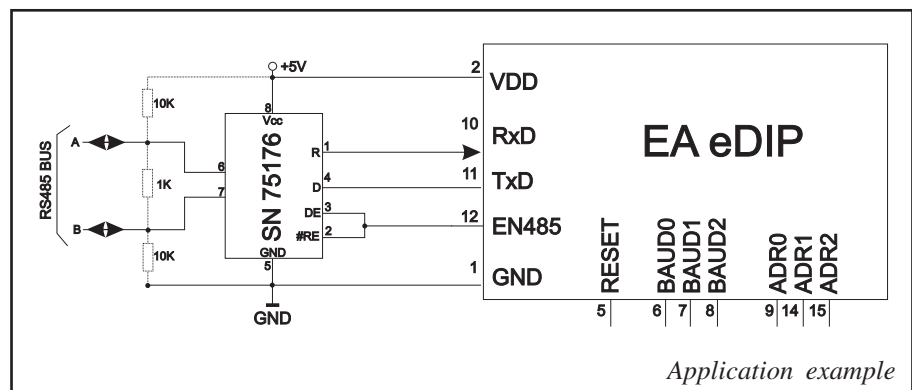 +5V
2
VDD
10K
8
Vcc
10
RxD
EA eDIP
RS485 BUS
A
6
R
1
11
TxD
1K
SN 75176
D
4
7
DE
3
12
EN485
B
#RE
2
10K
GND
5
1
GND
GND
RESET
BAUD0
BAUD1
BAUD2
ADR0
ADR1
ADR2
5
6
7
8
9
14
15
Application example